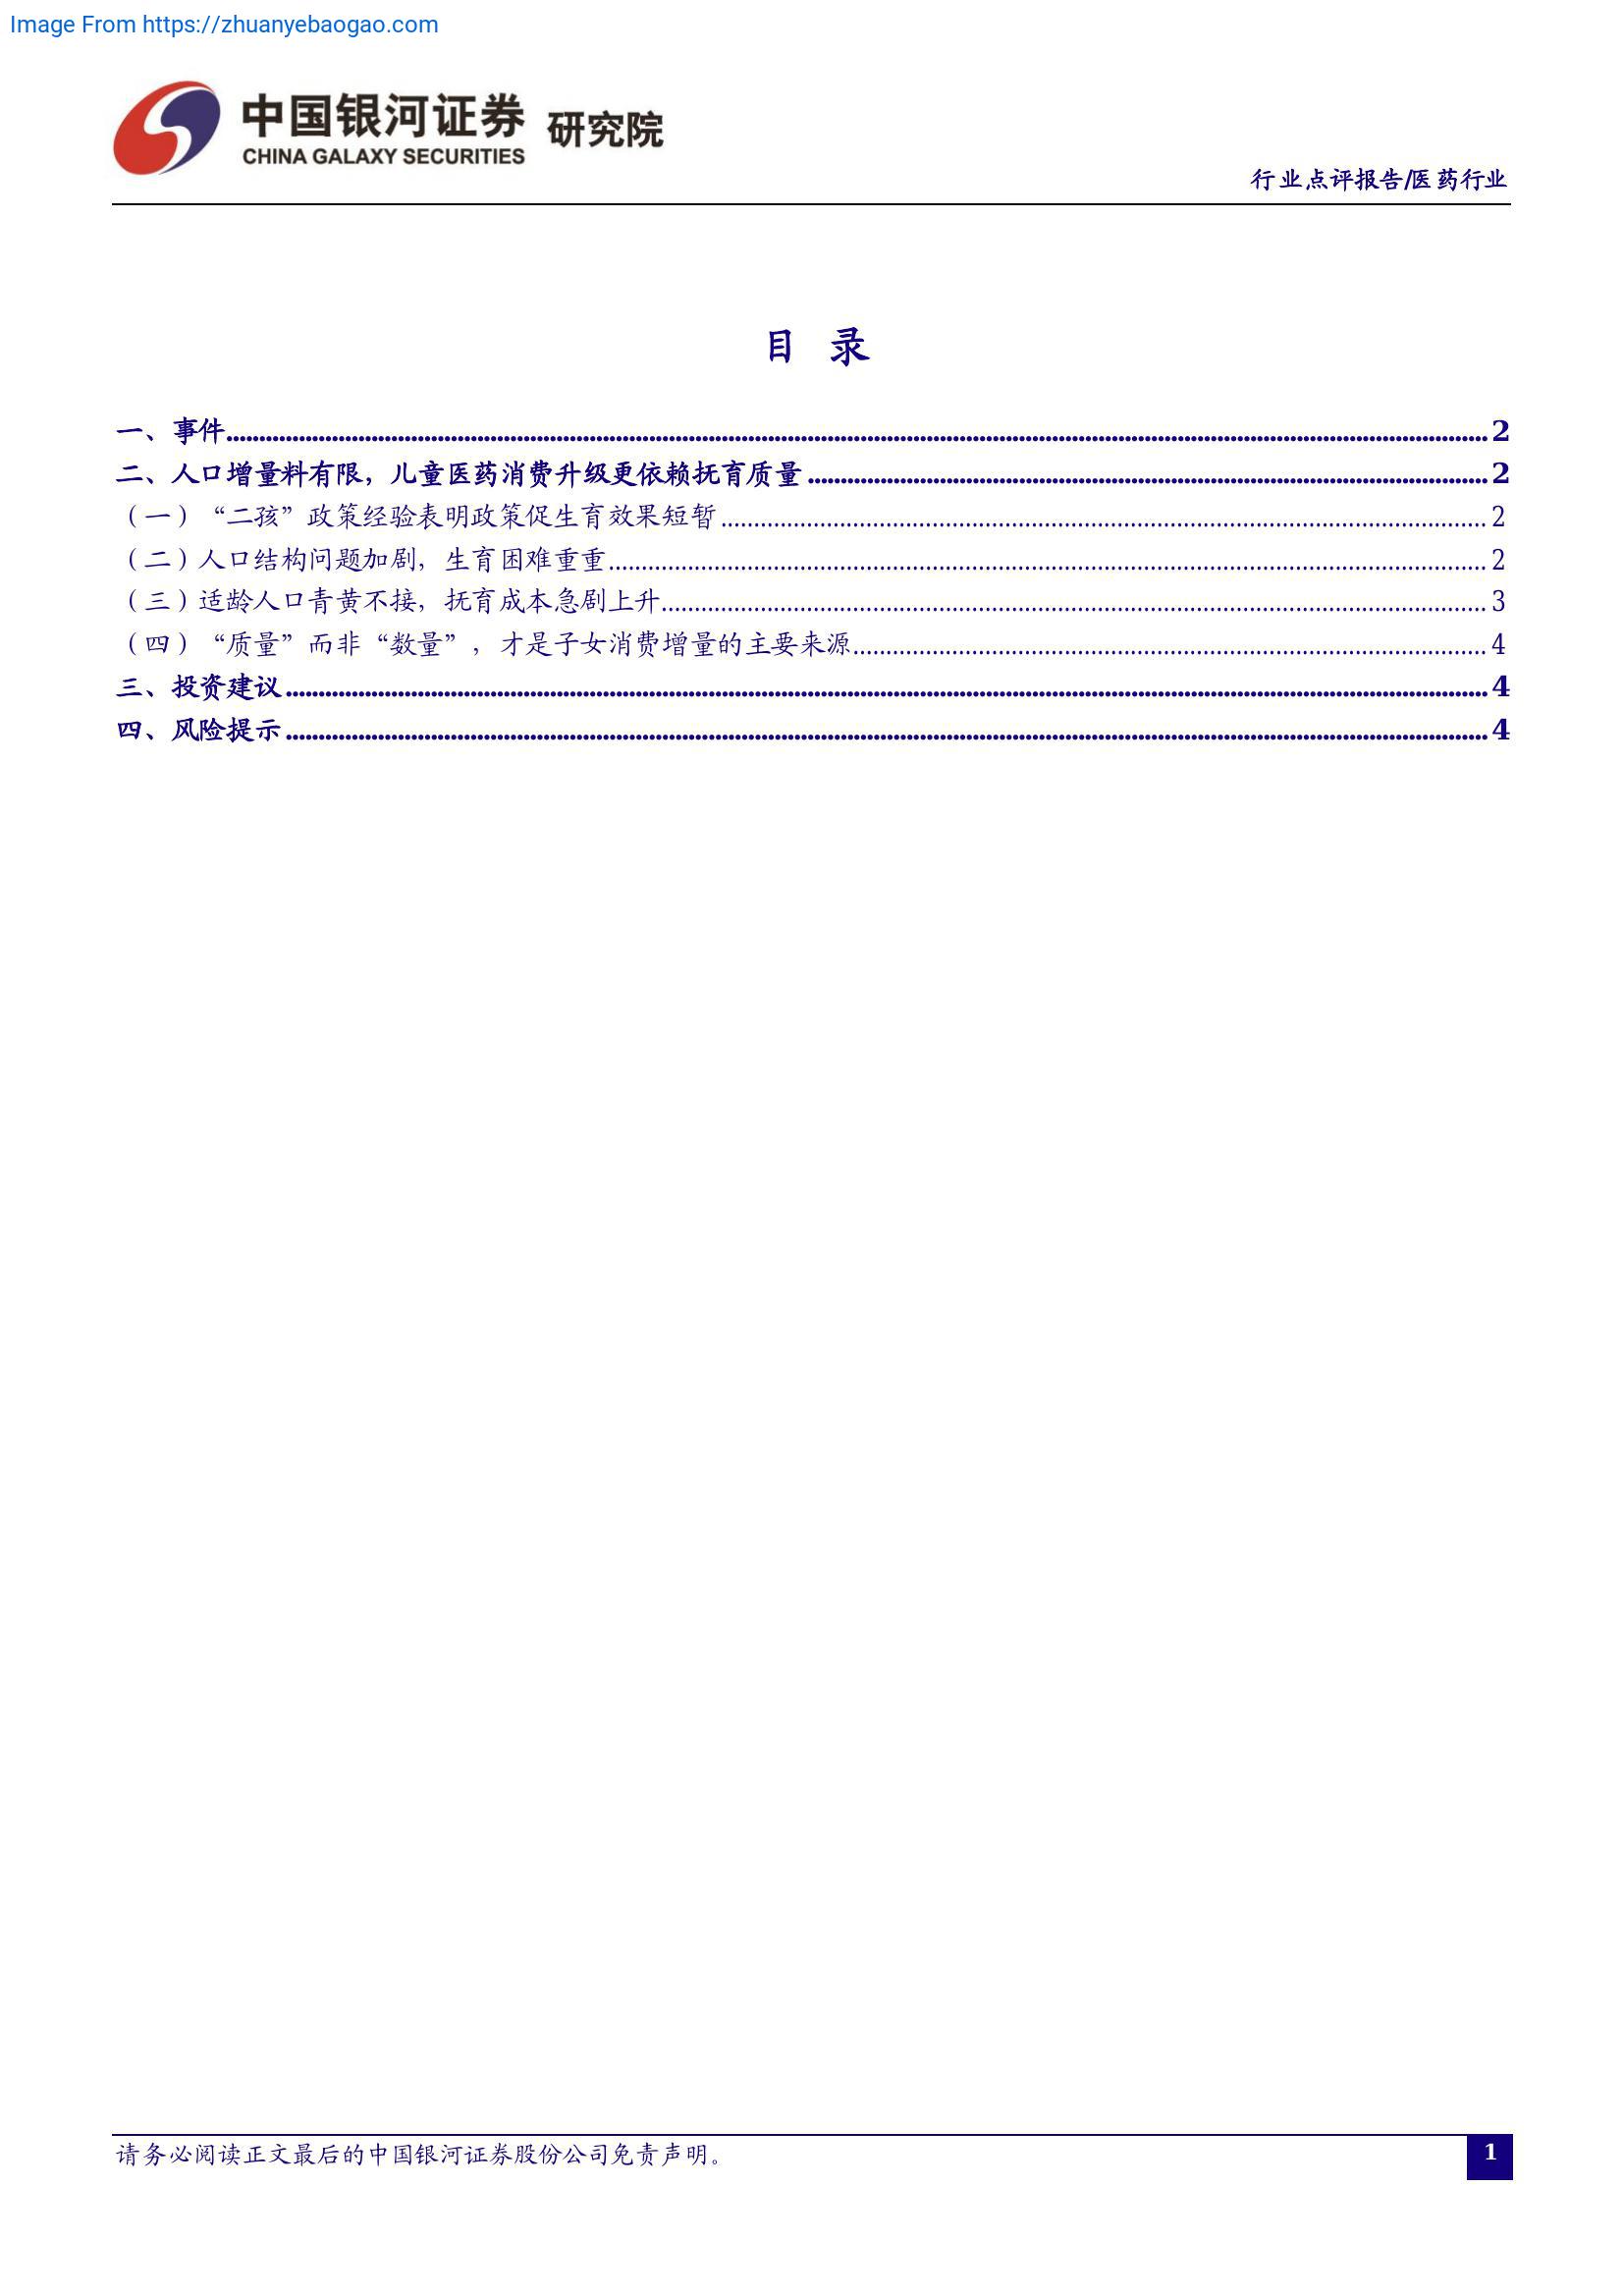 Image From https://zhuanyebaogao.com
中国银河证券 研究院
CHINA GALAXY SECURITIES
行业点评报告/医药行业
目 录
一、事件........2
二、人口增量料有限，儿童医药消费升级更依赖抚育质量........2
（一）“二孩”政策经验表明政策促生育效果短暂........2
（二）人口结构问题加剧，生育困难重重........2
（三）适龄人口青黄不接，抚育成本急剧上升........3
（四）“质量”而非“数量”，才是子女消费增量的主要来源........4
三、投资建议........4
四、风险提示........4
请务必阅读正文最后的中国银河证券股份公司免责声明。
1